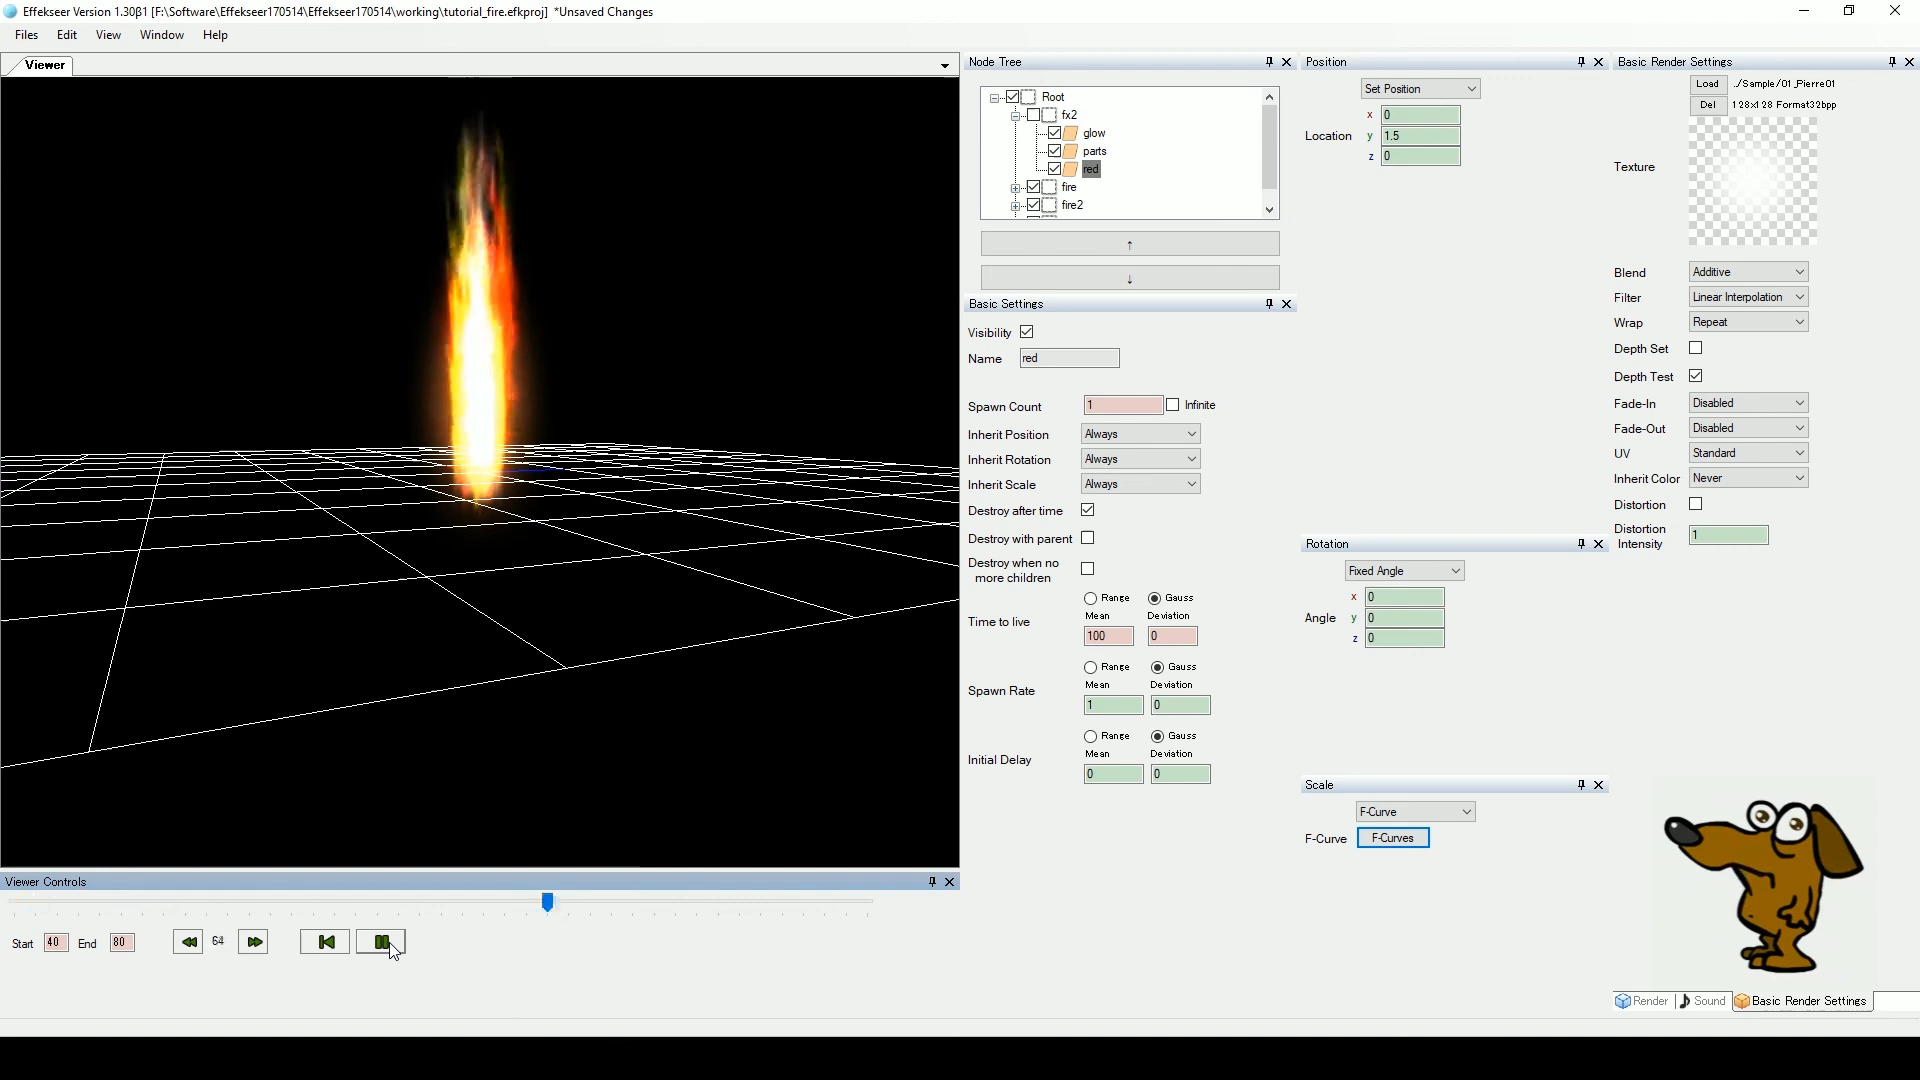 Effekseer Version 1.30β1 [F:\Software\Effekseer170514\Effekseer170514\working\tutorial_fire.efkproj] *Unsaved Changes
Files Edit View Window Help
Viewer
Node Tree
Root
fx2
glow
parts
red
fire
fire2
↑
↓
Basic Settings
Visibility
Name red
Spawn Count 1 Infinite
Inherit Position Always
Inherit Rotation Always
Inherit Scale Always
Destroy after time
Destroy with parent
Destroy when no
more children
Range Gauss
Mean Deviation
Time to live
100 0
Range Gauss
Mean Deviation
Spawn Rate
1 0
Range Gauss
Mean Deviation
Initial Delay
0 0
Position
Set Position
x 0
Location y 1.5
z 0
Rotation
Fixed Angle
x 0
Angle y 0
z 0
Scale
F-Curve
F-Curve F-Curves
Basic Render Settings
Load ./Sample/01_Pierre01
Del 128x128 Format32bpp
Texture
Blend Additive
Filter Linear Interpolation
Wrap Repeat
Depth Set
Depth Test
Fade-In Disabled
Fade-Out Disabled
UV Standard
Inherit Color Never
Distortion
Distortion
Intensity 1
Render Sound Basic Render Settings
Viewer Controls
Start 40 End 80 64